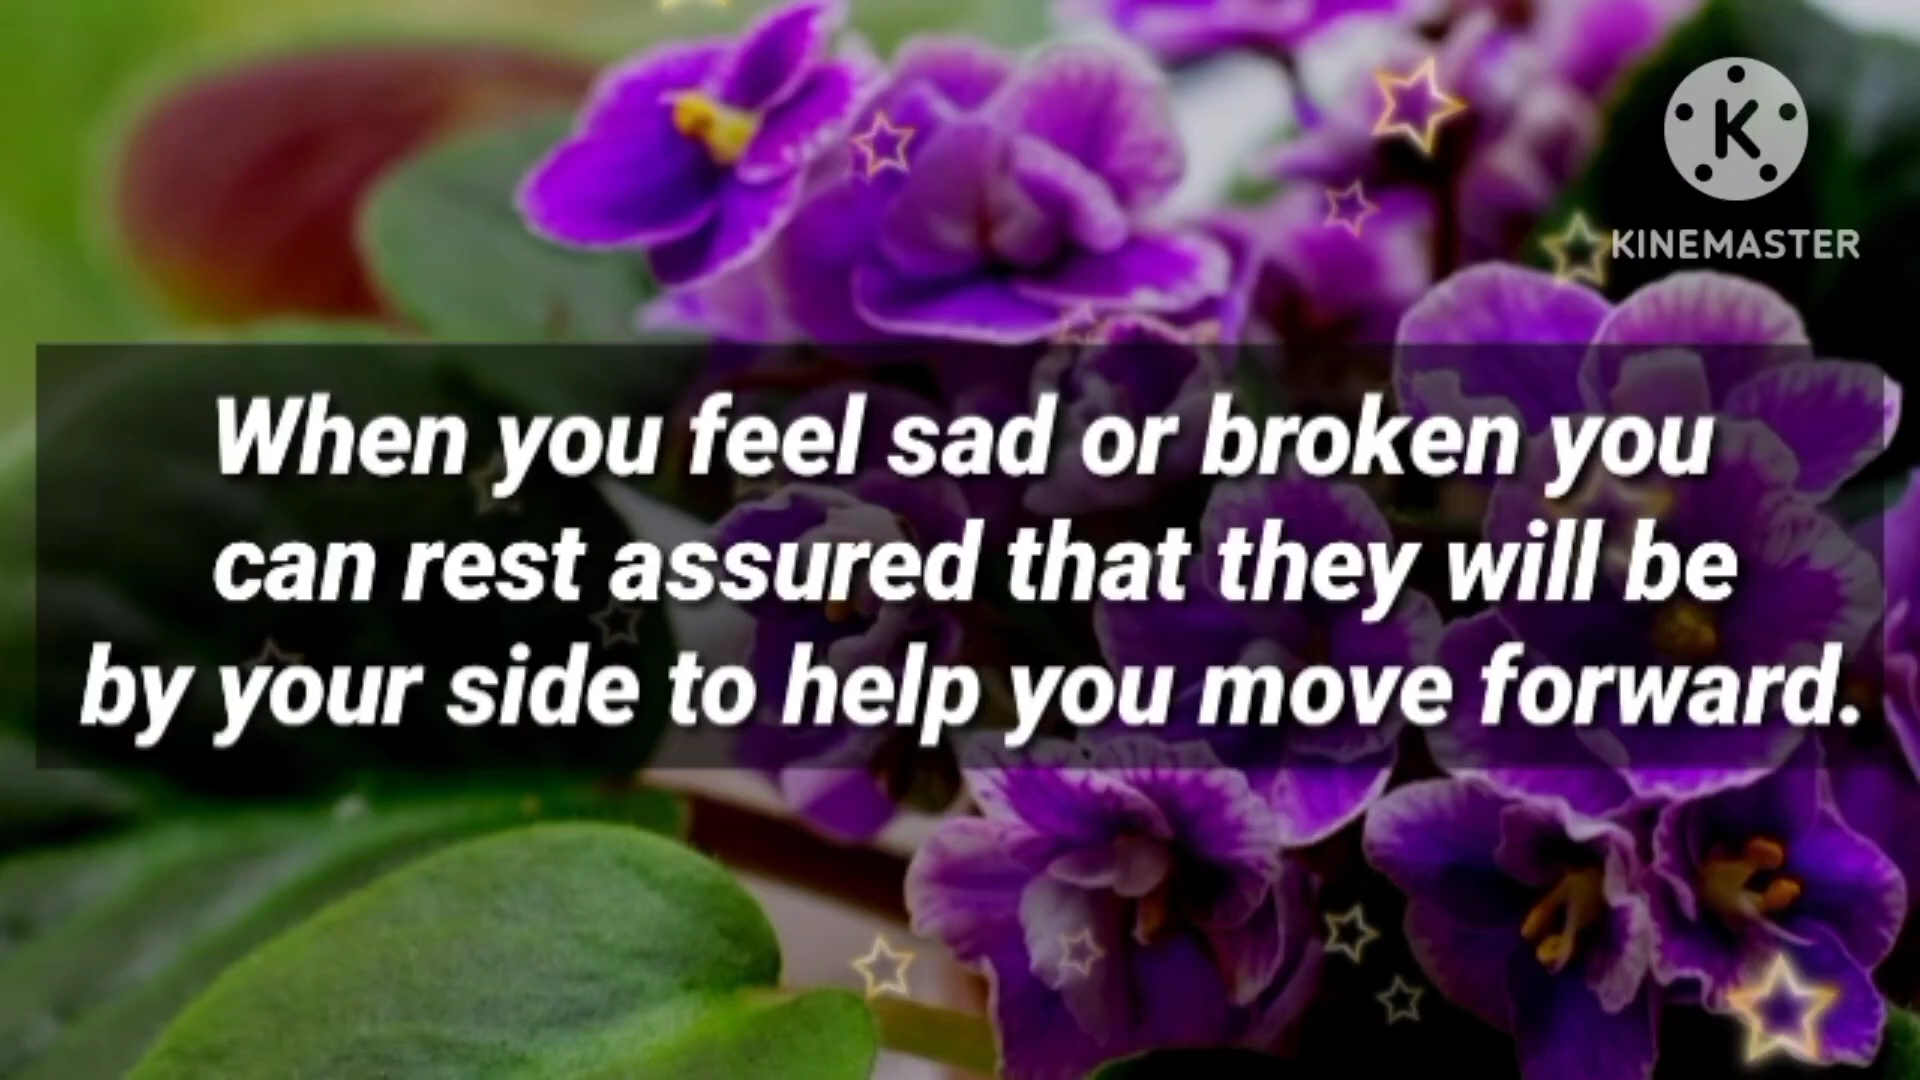 K
KINEMASTER
When you feel sad or broken you
can rest assured that they will be
by your side to help you move forward.